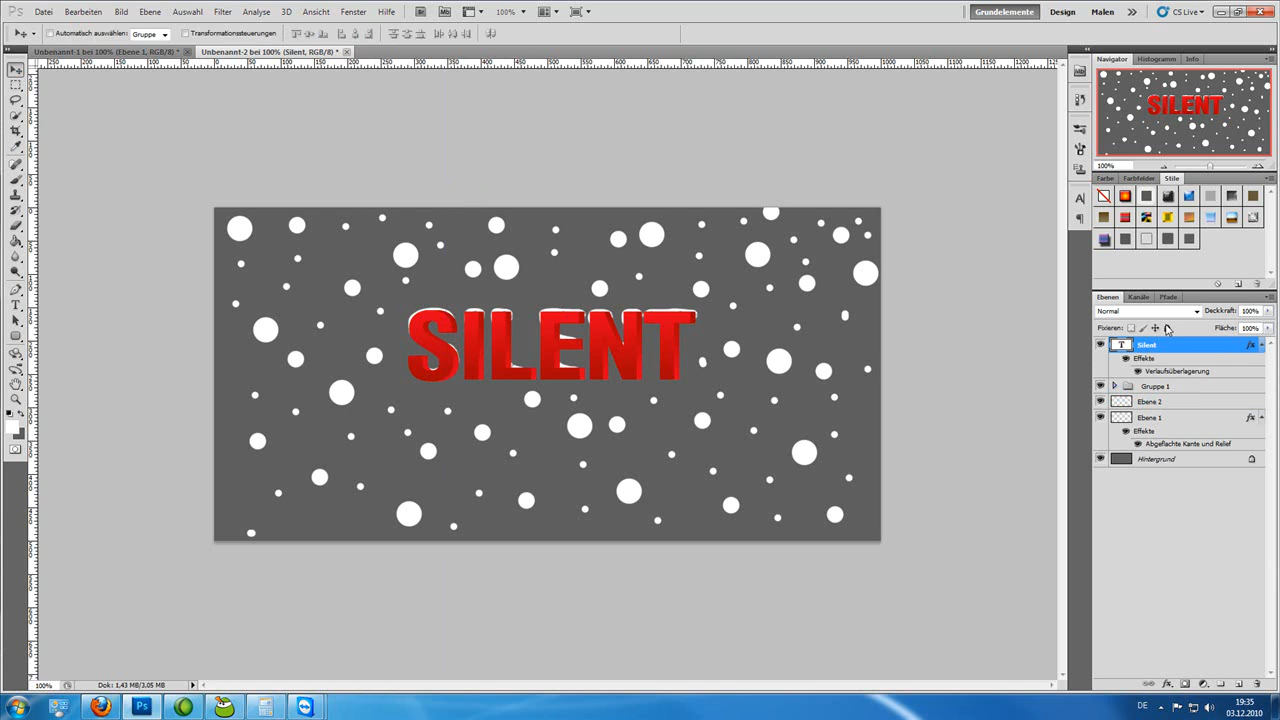 Datei Bearbeiten Bild Ebene Auswahl Filter Analyse 3D Ansicht Fenster Hilfe Br Mb 100% Grundelemente Design Malen CS Live
Automatisch auswählen: Gruppe Transformationssteuerungen
Unbenannt-1 bei 100% (Ebene 1, RGB/8) * Unbenannt-2 bei 100% (Silent, RGB/8) *
Navigator Histogramm Info
SILENT
100%
Farbe Farbfelder Stile
SILENT
Ebenen Kanäle Pfade
Normal Deckkraft: 100%
Fixieren: Fläche: 100%
T Silent fx
Effekte
Verlaufsüberlagerung
Gruppe 1
Ebene 2
Ebene 1 fx
Effekte
Abgeflachte Kante und Relief
Hintergrund
100% Dok: 1,43 MB/3,05 MB
Ps DE 19:35
03.12.2010